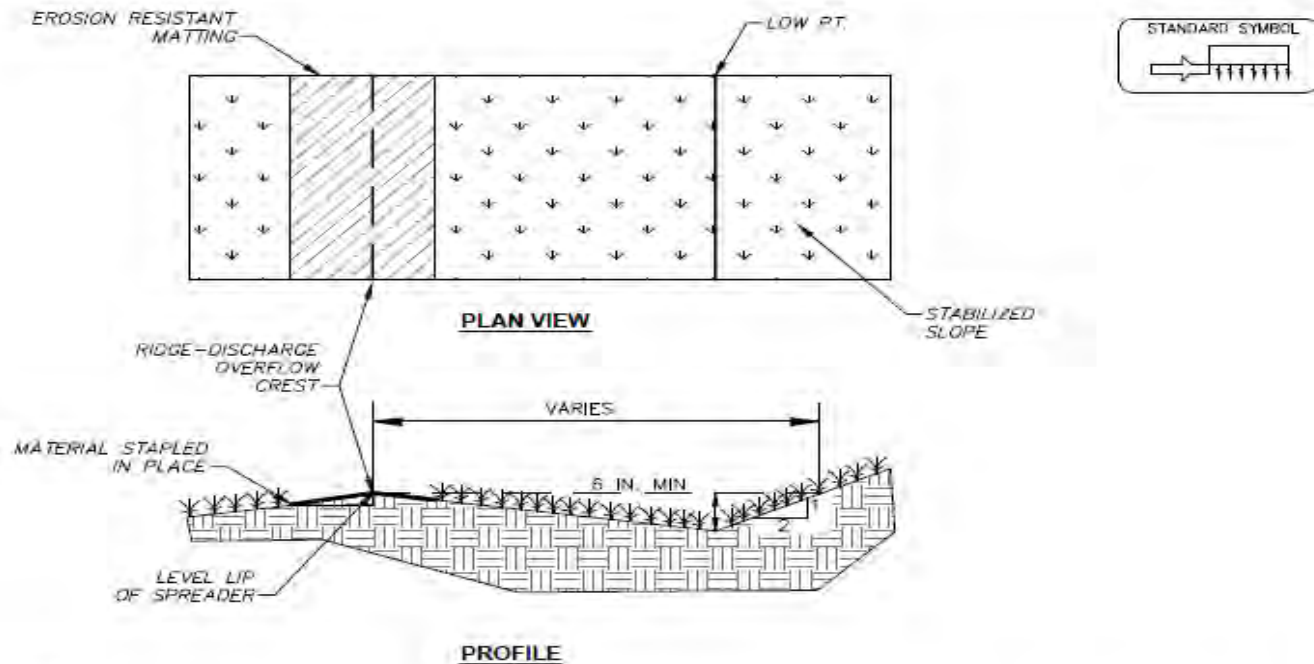 EROSION RESISTANT
MATTING
LOW PT.
STANDARD SYMBOL
STABILIZED
SLOPE
PLAN VIEW
RIDGE-DISCHARGE
OVERFLOW
CREST
VARIES
MATERIAL STAPLED
IN PLACE
6 IN. MIN
1
2
LEVEL LIP
OF SPREADER
PROFILE